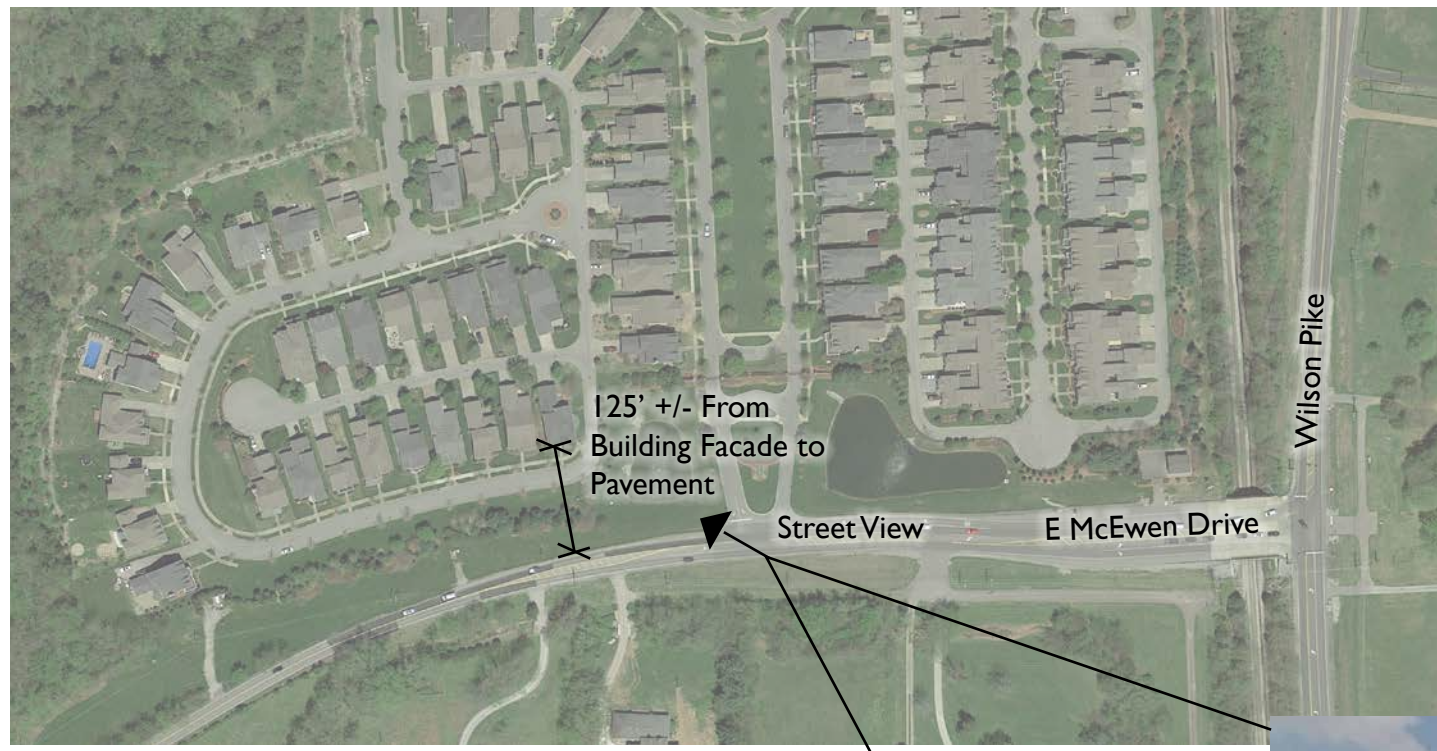 125' +/- From
Building Facade to
Pavement
Street View
E McEwen Drive
Wilson Pike